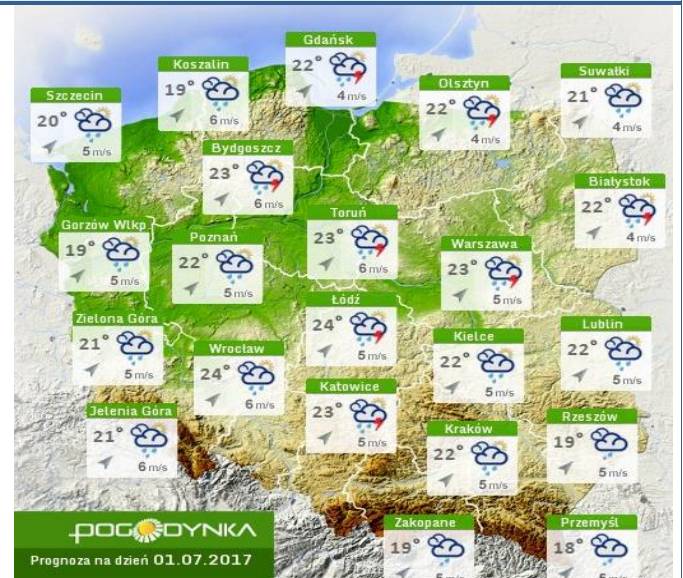 Gdańsk
22°
4 m/s
Koszalin
19°
6 m/s
Szczecin
20°
5 m/s
Olsztyn
22°
4 m/s
Suwałki
21°
4 m/s
Bydgoszcz
23°
6 m/s
Białystok
22°
4 m/s
Gorzów Wlkp.
19°
5 m/s
Poznań
22°
5 m/s
Toruń
23°
6 m/s
Warszawa
23°
5 m/s
Zielona Góra
21°
5 m/s
Łódź
24°
5 m/s
Wrocław
24°
6 m/s
Kielce
22°
5 m/s
Lublin
22°
5 m/s
Jelenia Góra
21°
6 m/s
Katowice
23°
5 m/s
Kraków
22°
5 m/s
Rzeszów
19°
5 m/s
Zakopane
19°
5 m/s
Przemyśl
18°
5 m/s
POGODYNKA
Prognoza na dzień 01.07.2017